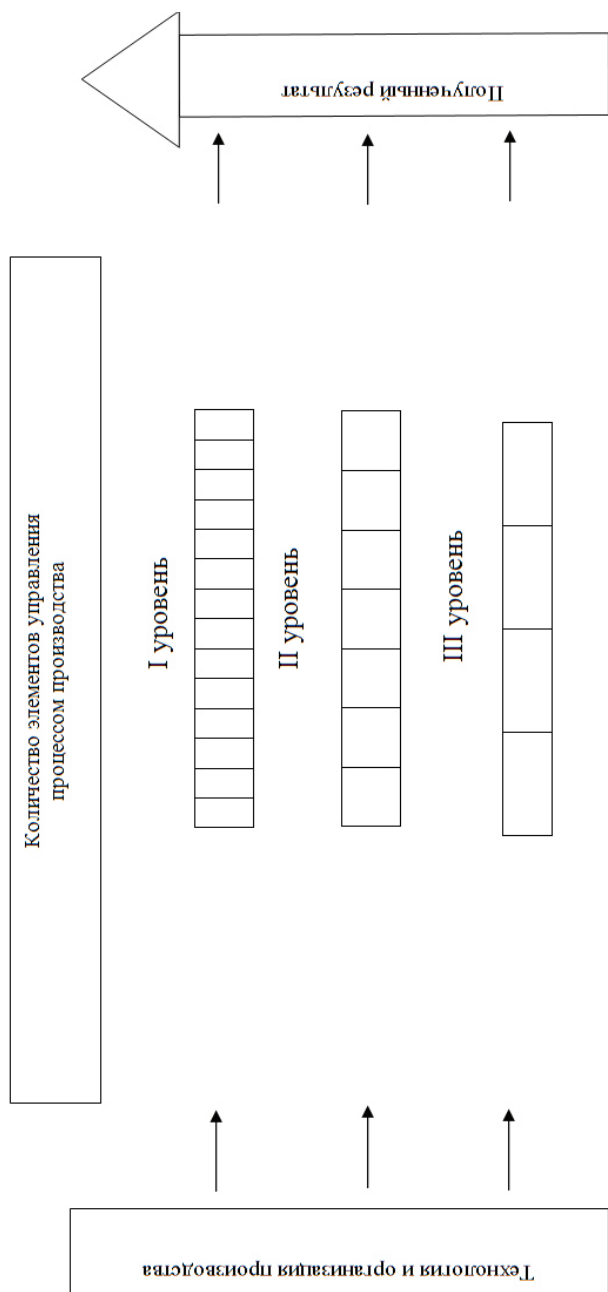 Количество элементов управления
процессом производства
I уровень
II уровень
III уровень
Технология и организация производства
Полученный результат